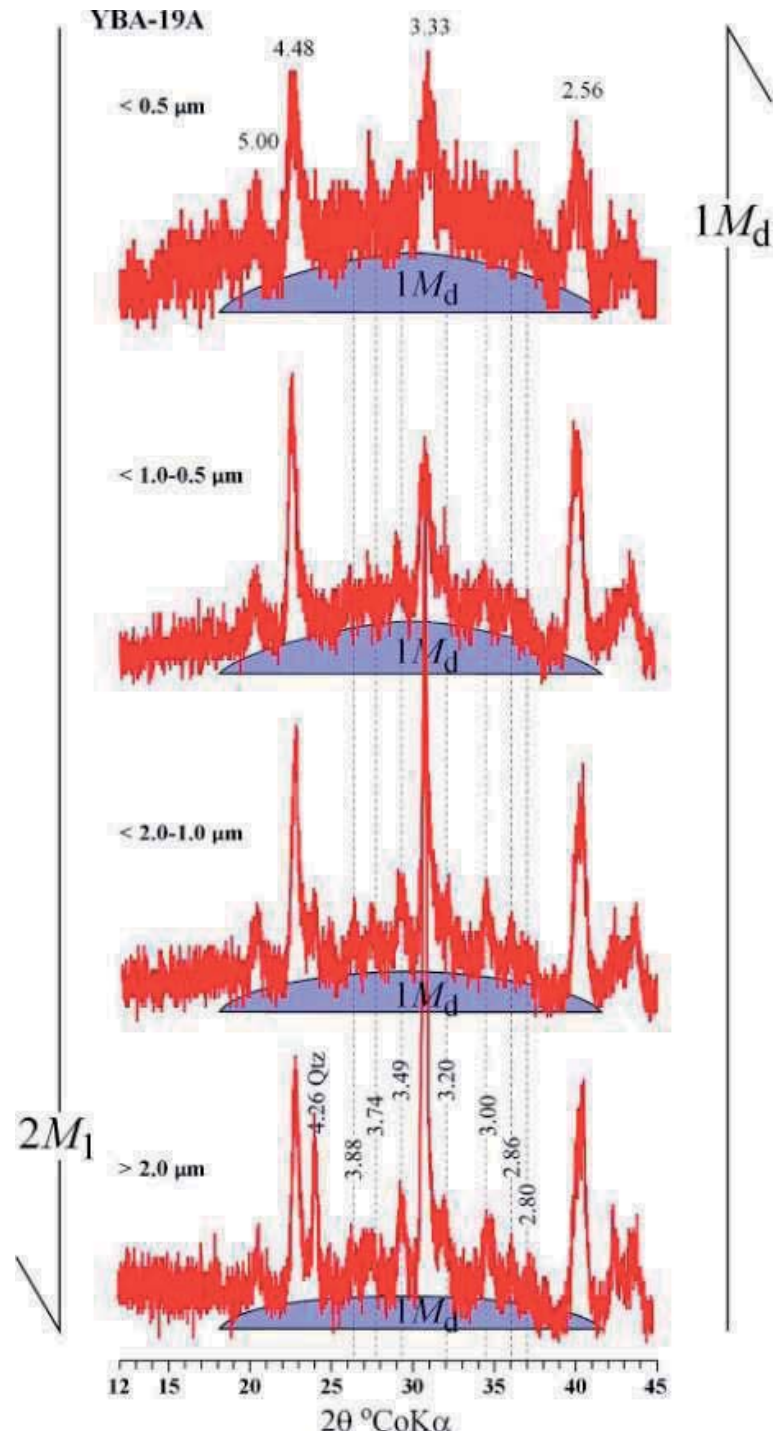 YBA-19A
4.48
3.33
< 0.5 µm
2.56
5.00
1Md
1Md
< 1.0-0.5 µm
1Md
< 2.0-1.0 µm
1Md
4.26 Qtz
3.88
3.74
3.49
3.20
3.00
2.86
2.80
2M1
> 2.0 µm
1Md
12 15 20 25 30 35 40 45
2θ °CoKα